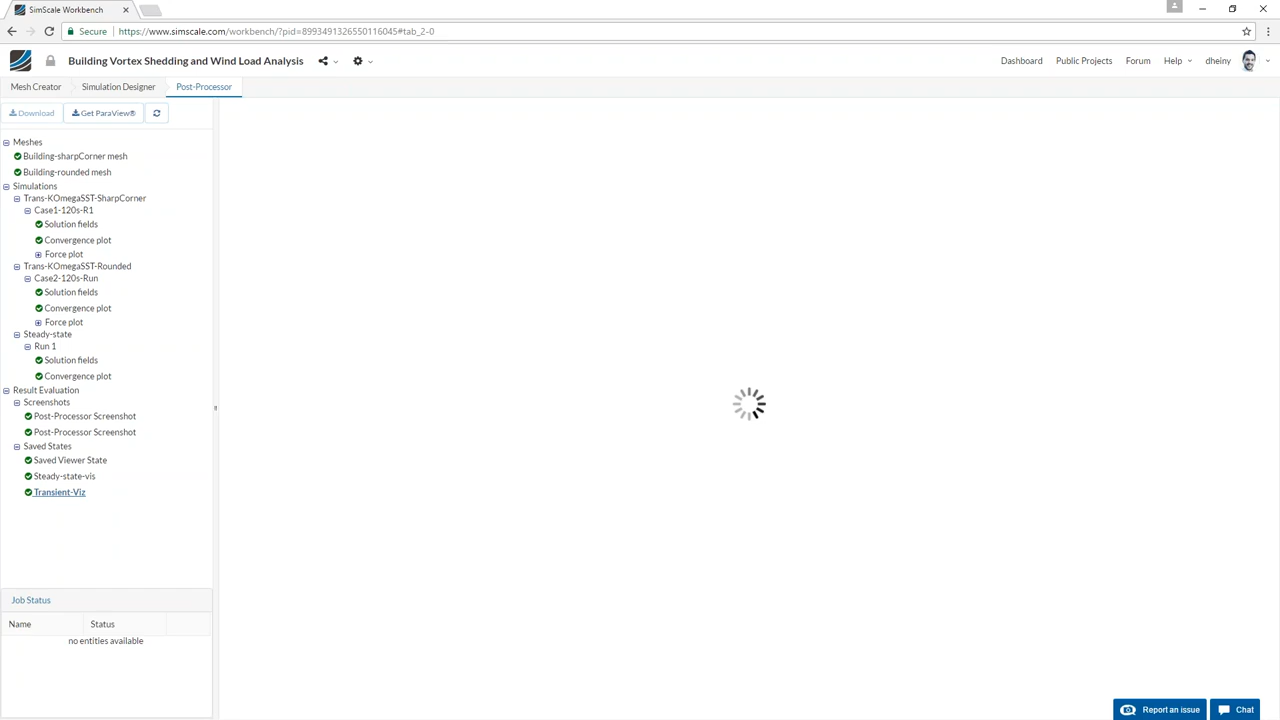 SimScale Workbench
Secure https://www.simscale.com/workbench/?pid=8993491326550116045#tab_2-0
Building Vortex Shedding and Wind Load Analysis
Dashboard Public Projects Forum Help dheiny
Mesh Creator Simulation Designer Post-Processor
Download Get ParaView®
Meshes
Building-sharpCorner mesh
Building-rounded mesh
Simulations
Trans-KOmegaSST-SharpCorner
Case1-120s-R1
Solution fields
Convergence plot
Force plot
Trans-KOmegaSST-Rounded
Case2-120s-Run
Solution fields
Convergence plot
Force plot
Steady-state
Run 1
Solution fields
Convergence plot
Result Evaluation
Screenshots
Post-Processor Screenshot
Post-Processor Screenshot
Saved States
Saved Viewer State
Steady-state-vis
Transient-Viz
Job Status
Name Status
no entities available
Report an issue Chat